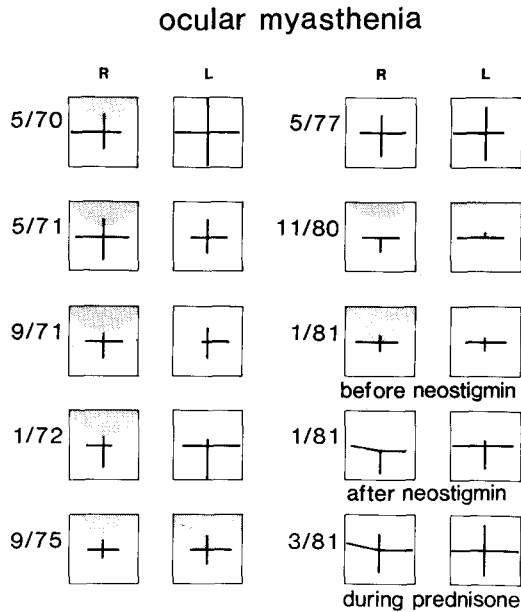 ocular myasthenia
R L R L
5/70 5/77
5/71 11/80
9/71 1/81
before neostigmin
1/72 1/81
after neostigmin
9/75 3/81
during prednisone